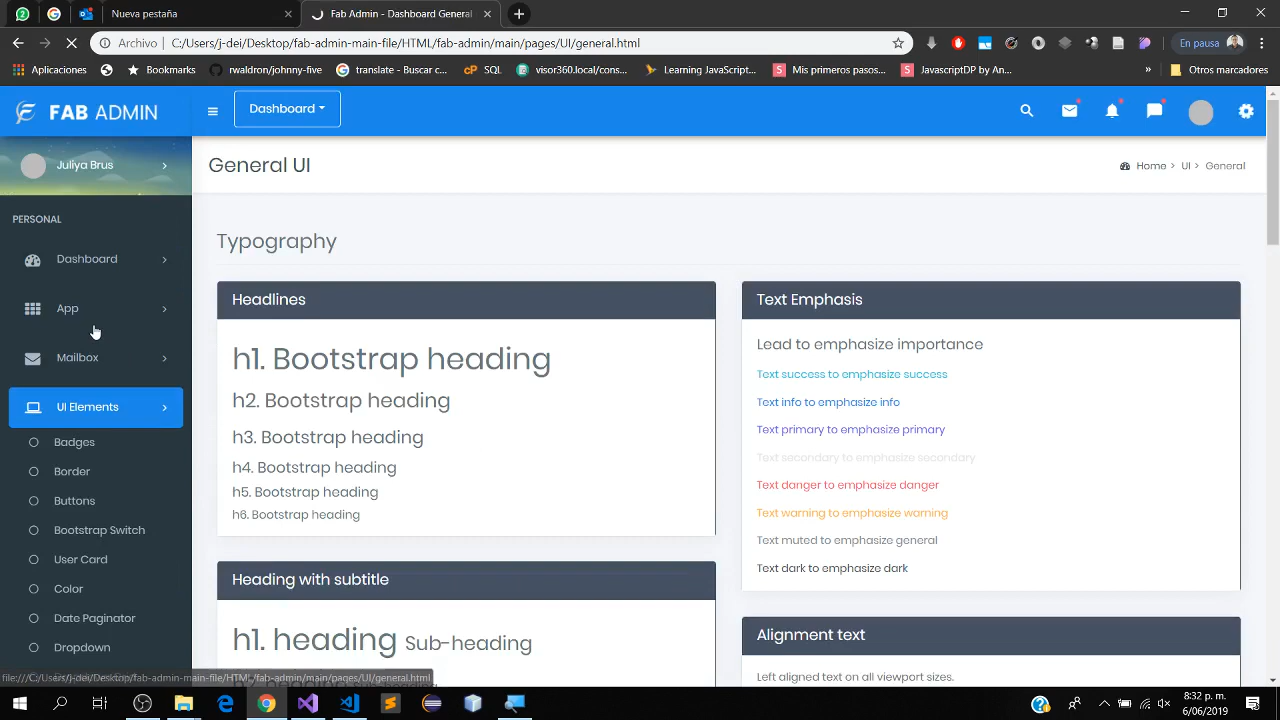 2
Nueva pestaña
Admin - Dashboard General
Archivo | C:/Users/j-dei/Desktop/fab-admin-main-file/HTML/fab-admin/main/pages/UI/general.html
En pausa
Aplicaciones
Bookmarks
rwaldron/johnny-five
translate - Buscar c...
cP SQL
visor360.local/cons...
Learning JavaScript...
S Mis primeros pasos...
S JavascriptDP by An...
»
Otros marcadores
FAB ADMIN
Dashboard
Juliya Brus
General UI
Home > UI > General
PERSONAL
Dashboard
App
Mailbox
UI Elements
Badges
Border
Buttons
Bootstrap Switch
User Card
Color
Date Paginator
Dropdown
Typography
Headlines
h1. Bootstrap heading
h2. Bootstrap heading
h3. Bootstrap heading
h4. Bootstrap heading
h5. Bootstrap heading
h6. Bootstrap heading
Heading with subtitle
h1. heading Sub-heading
Text Emphasis
Lead to emphasize importance
Text success to emphasize success
Text info to emphasize info
Text primary to emphasize primary
Text secondary to emphasize secondary
Text danger to emphasize danger
Text warning to emphasize warning
Text muted to emphasize general
Text dark to emphasize dark
Alignment text
Left aligned text on all viewport sizes.
file:///C:/Users/j-dei/Desktop/fab-admin-main-file/HTML/fab-admin/main/pages/UI/general.html
8:32 p. m.
6/06/2019